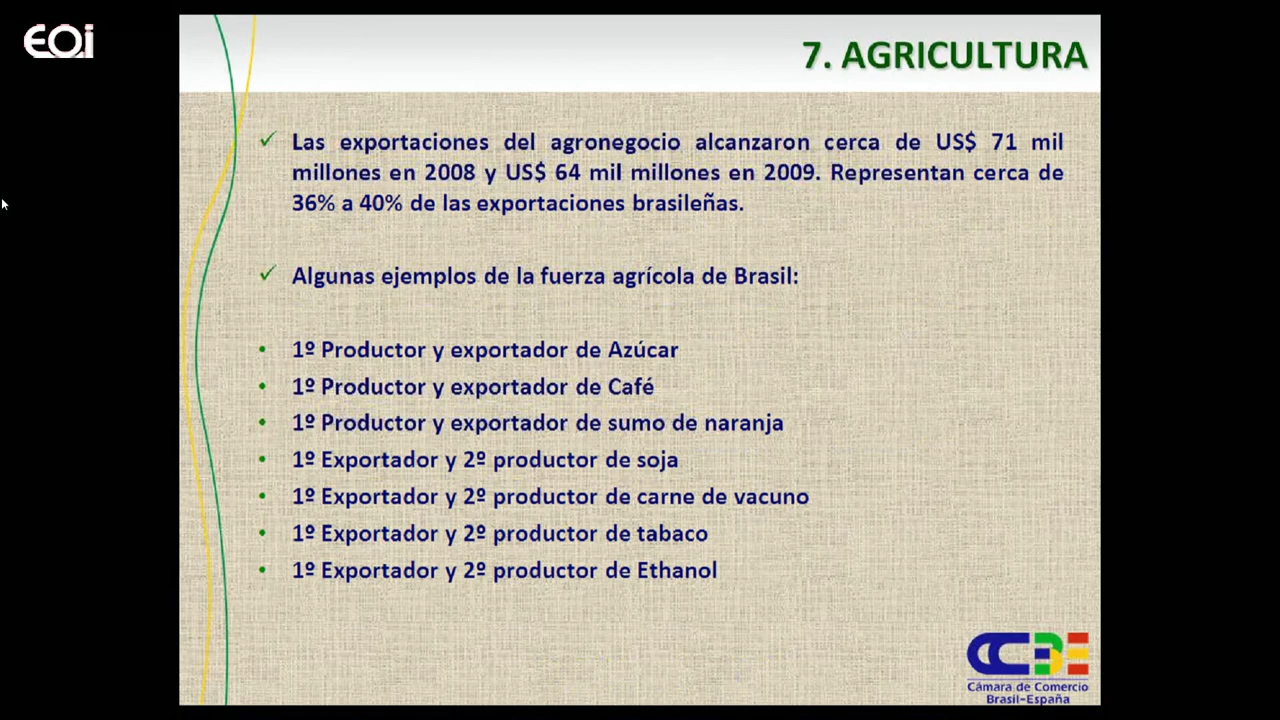 EOi
7. AGRICULTURA
✓ Las exportaciones del agronegocio alcanzaron cerca de US$ 71 mil
millones en 2008 y US$ 64 mil millones en 2009. Representan cerca de
36% a 40% de las exportaciones brasileñas.
✓ Algunas ejemplos de la fuerza agrícola de Brasil:
• 1º Productor y exportador de Azúcar
• 1º Productor y exportador de Café
• 1º Productor y exportador de sumo de naranja
• 1º Exportador y 2º productor de soja
• 1º Exportador y 2º productor de carne de vacuno
• 1º Exportador y 2º productor de tabaco
• 1º Exportador y 2º productor de Ethanol
CCBE
Cámara de Comercio
Brasil-España